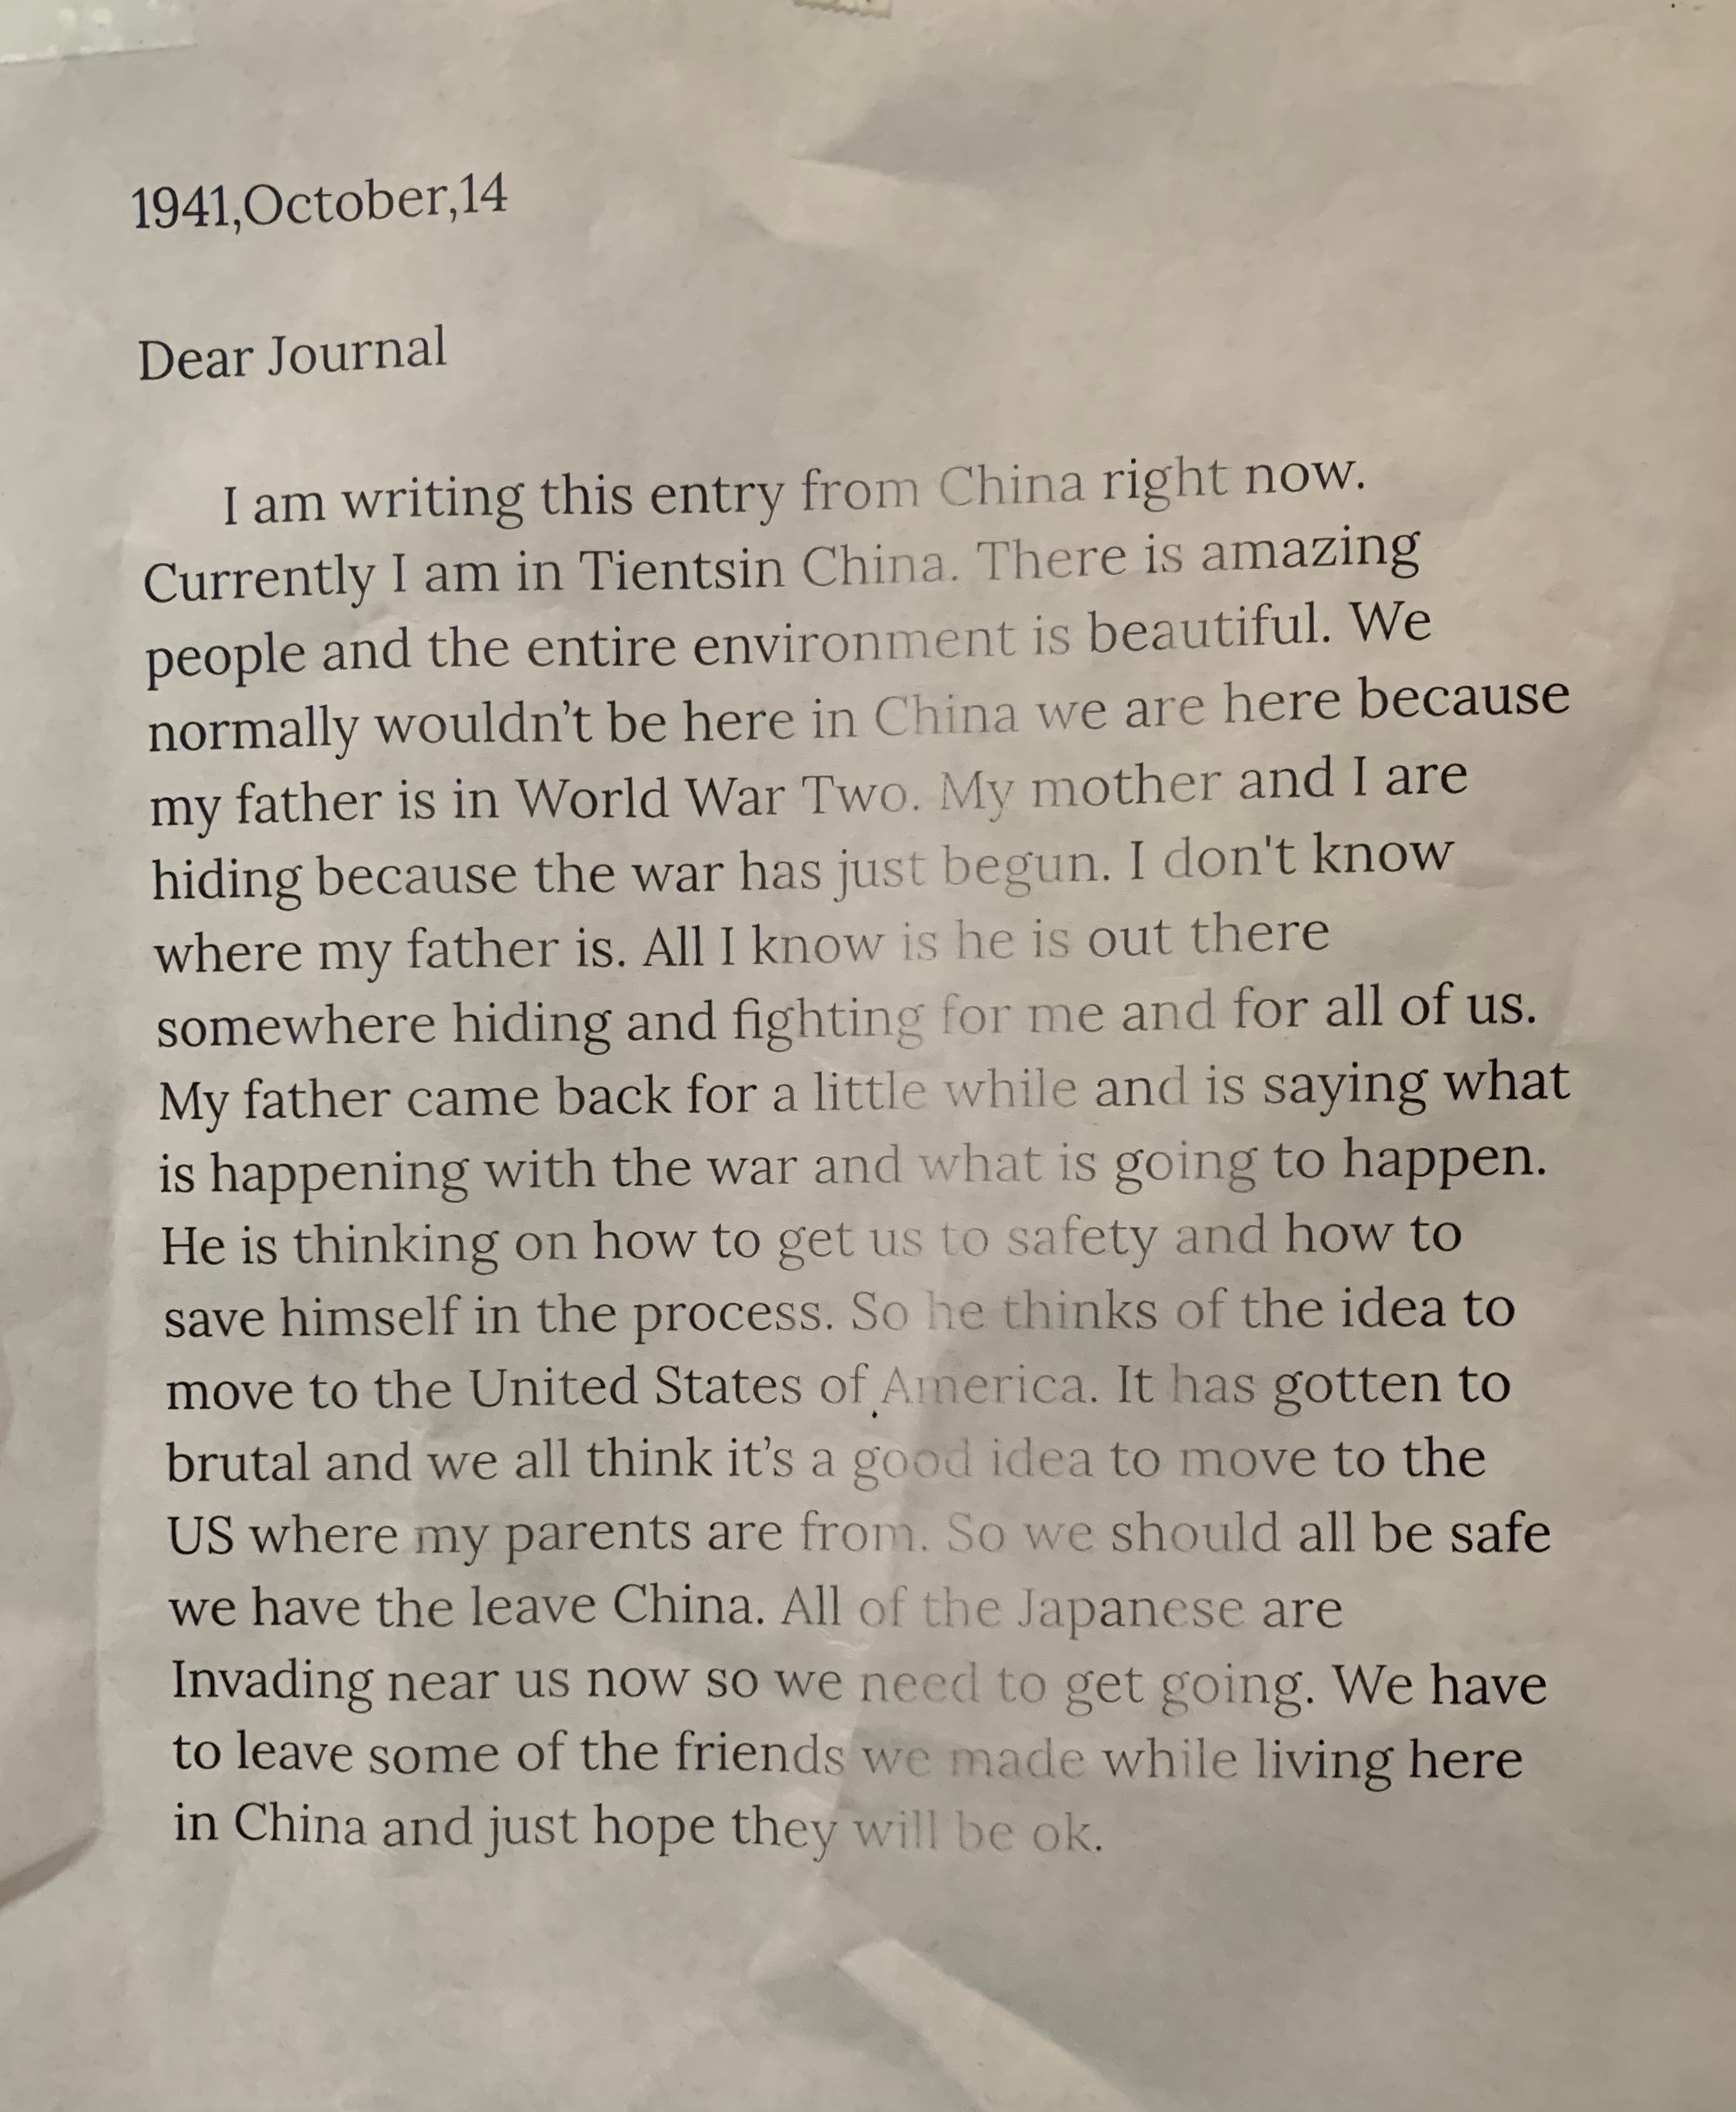 1941,October,14
Dear Journal
I am writing this entry from China right now.
Currently I am in Tientsin China. There is amazing
people and the entire environment is beautiful. We
normally wouldn’t be here in China we are here because
my father is in World War Two. My mother and I are
hiding because the war has just begun. I don't know
where my father is. All I know is he is out there
somewhere hiding and fighting for me and for all of us.
My father came back for a little while and is saying what
is happening with the war and what is going to happen.
He is thinking on how to get us to safety and how to
save himself in the process. So he thinks of the idea to
move to the United States of America. It has gotten to
brutal and we all think it’s a good idea to move to the
US where my parents are from. So we should all be safe
we have the leave China. All of the Japanese are
Invading near us now so we need to get going. We have
to leave some of the friends we made while living here
in China and just hope they will be ok.